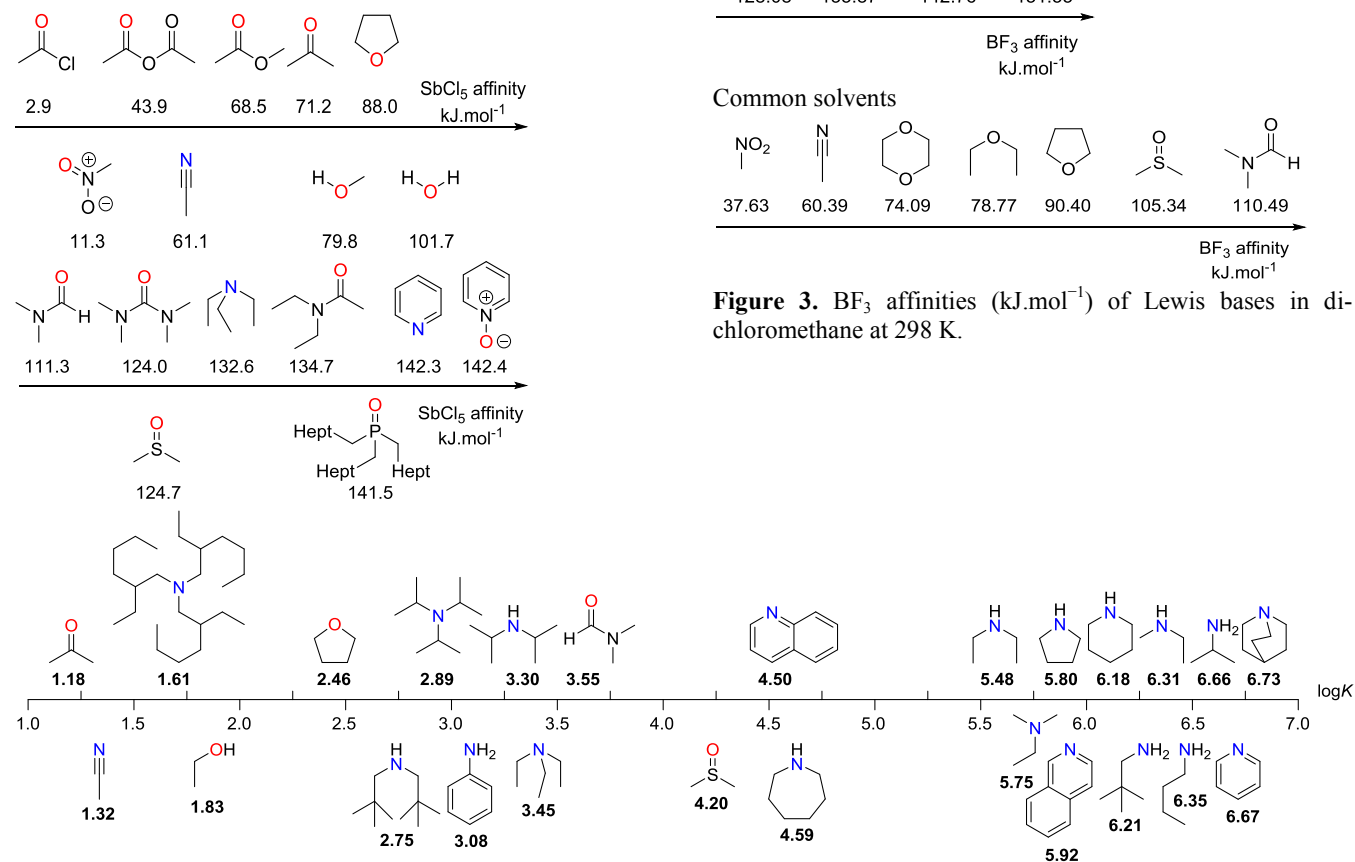 O O O O O
Cl O O O
SbCl5 affinity
2.9 43.9 68.5 71.2 88.0
kJ.mol-1
O N+ O− N H O H O H
11.3 61.1 79.8 101.7
O O N O + N
N H N N N N O−
111.3 124.0 132.6 134.7 142.3 142.4
SbCl5 affinity
kJ.mol-1
O S O P
Hept Hept Hept
124.7 141.5
BF3 affinity
kJ.mol-1
Common solvents
NO2 N O O O O O S O N H
37.63 60.39 74.09 78.77 90.40 105.34 110.49
BF3 affinity
kJ.mol-1
Figure 3. BF3 affinities (kJ.mol−1) of Lewis bases in di-
chloromethane at 298 K.
O N O N H N O H N N H N H N H N H N NH2 N
1.18 1.61 2.46 2.89 3.30 3.55 4.50 5.48 5.80 6.18 6.31 6.66 6.73
logK
1.0 1.5 2.0 2.5 3.0 3.5 4.0 4.5 5.0 5.5 6.0 6.5 7.0
N OH H N NH2 N O S H N N N NH2 NH2 N
1.32 1.83 2.75 3.08 3.45 4.20 4.59 5.75 5.92 6.21 6.35 6.67